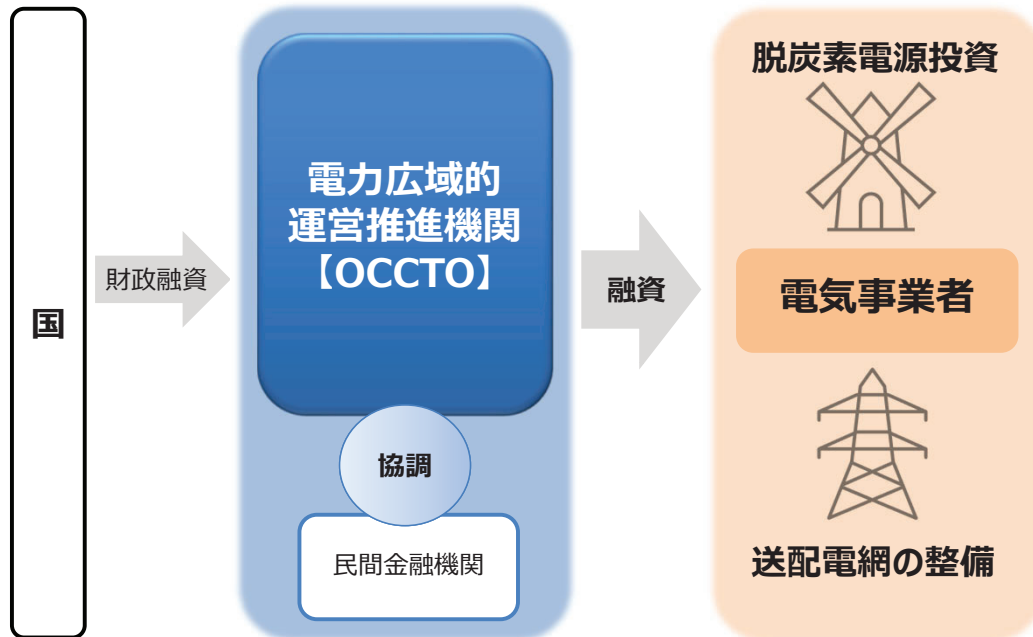 国
財政融資
電力広域的
運営推進機関
【OCCTO】
協調
民間金融機関
融資
脱炭素電源投資
電気事業者
送配電網の整備